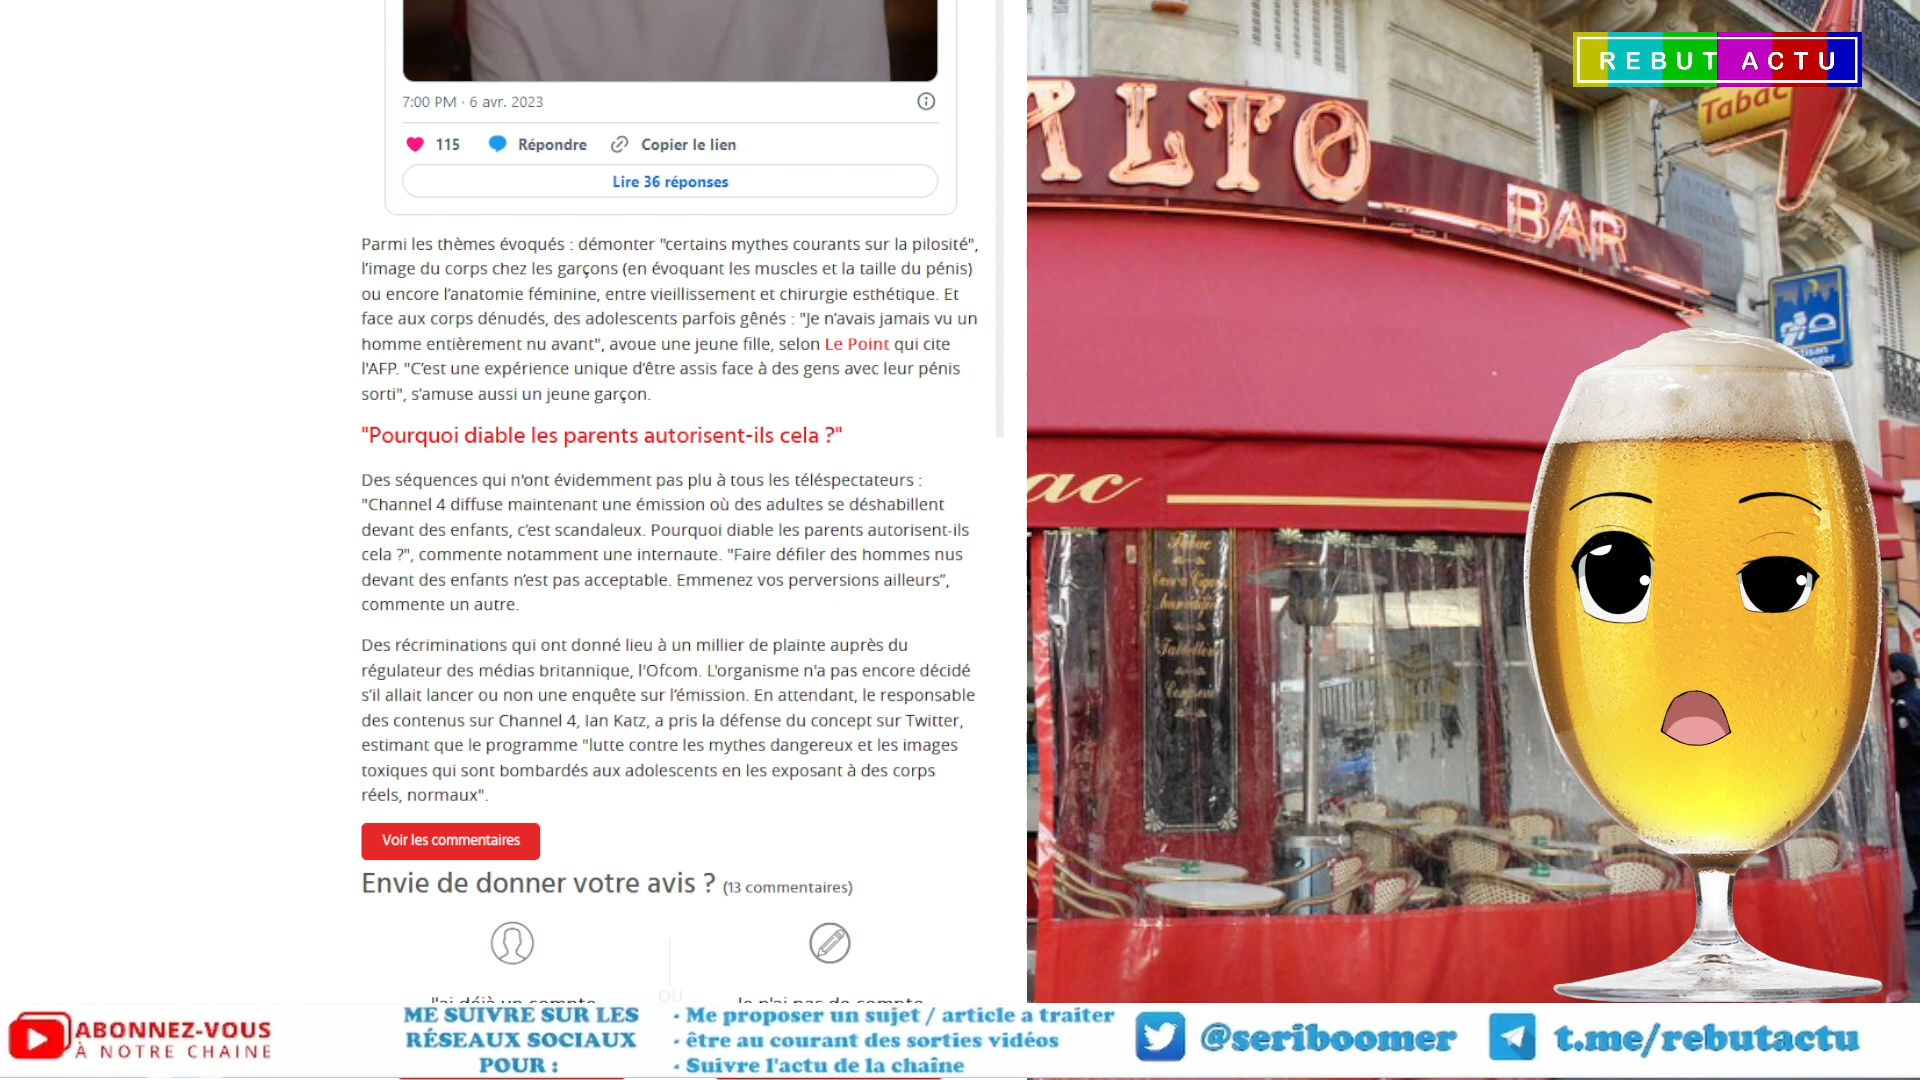 7:00 PM · 6 avr. 2023
115 Répondre Copier le lien
Lire 36 réponses
Parmi les thèmes évoqués : démonter "certains mythes courants sur la pilosité",
l’image du corps chez les garçons (en évoquant les muscles et la taille du pénis)
ou encore l’anatomie féminine, entre vieillissement et chirurgie esthétique. Et
face aux corps dénudés, des adolescents parfois gênés : "Je n’avais jamais vu un
homme entièrement nu avant", avoue une jeune fille, selon Le Point qui cite
l'AFP. "C’est une expérience unique d’être assis face à des gens avec leur pénis
sorti", s’amuse aussi un jeune garçon.
"Pourquoi diable les parents autorisent-ils cela ?"
Des séquences qui n'ont évidemment pas plu à tous les téléspectateurs :
"Channel 4 diffuse maintenant une émission où des adultes se déshabillent
devant des enfants, c’est scandaleux. Pourquoi diable les parents autorisent-ils
cela ?", commente notamment une internaute. "Faire défiler des hommes nus
devant des enfants n’est pas acceptable. Emmenez vos perversions ailleurs”,
commente un autre.
Des récriminations qui ont donné lieu à un millier de plainte auprès du
régulateur des médias britannique, l'Ofcom. L'organisme n'a pas encore décidé
s’il allait lancer ou non une enquête sur l’émission. En attendant, le responsable
des contenus sur Channel 4, Ian Katz, a pris la défense du concept sur Twitter,
estimant que le programme "lutte contre les mythes dangereux et les images
toxiques qui sont bombardés aux adolescents en les exposant à des corps
réels, normaux".
Voir les commentaires
Envie de donner votre avis ? (13 commentaires)
OU
J'ai déjà un compte
Je n'ai pas de compte
REBUT ACTU
Tabac
ALTO
BAR
ac
Tabac
ABONNEZ-VOUS
À NOTRE CHAINE
ME SUIVRE SUR LES
RÉSEAUX SOCIAUX
POUR :
- Me proposer un sujet / article a traiter
- être au courant des sorties vidéos
- Suivre l'actu de la chaîne
@seriboomer
t.me/rebutactu